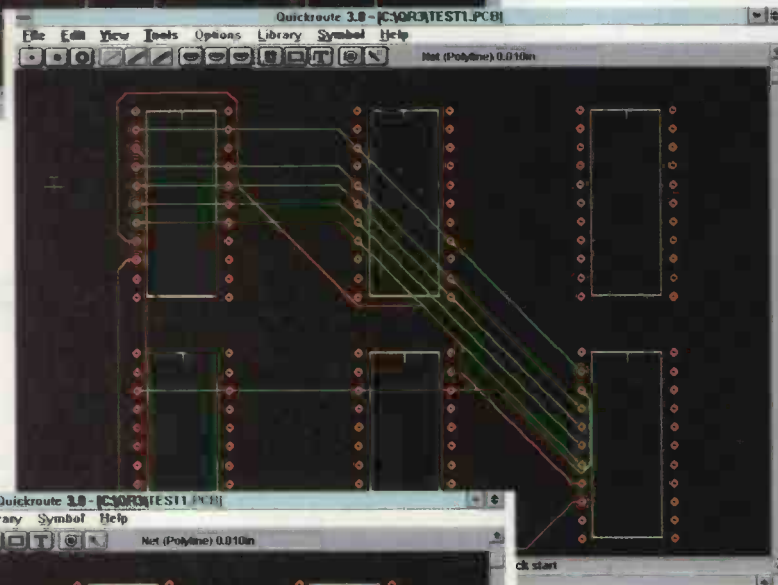 Quickroute 3.0 - [C:\QR3\TEST1.PCB]
File Edit View Tools Options Library Symbol Help
T Net (Polyline) 0.010in
Quickroute 3.0 - [C:\QR3\TEST1.PCB]
rary Symbol Help
T Net (Polyline) 0.010in
ck start